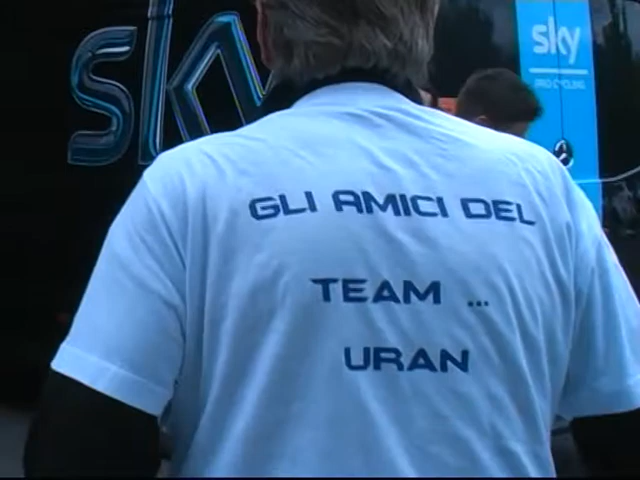 sky
sky
PRO CYCLING
GLI AMICI DEL
TEAM ...
URAN